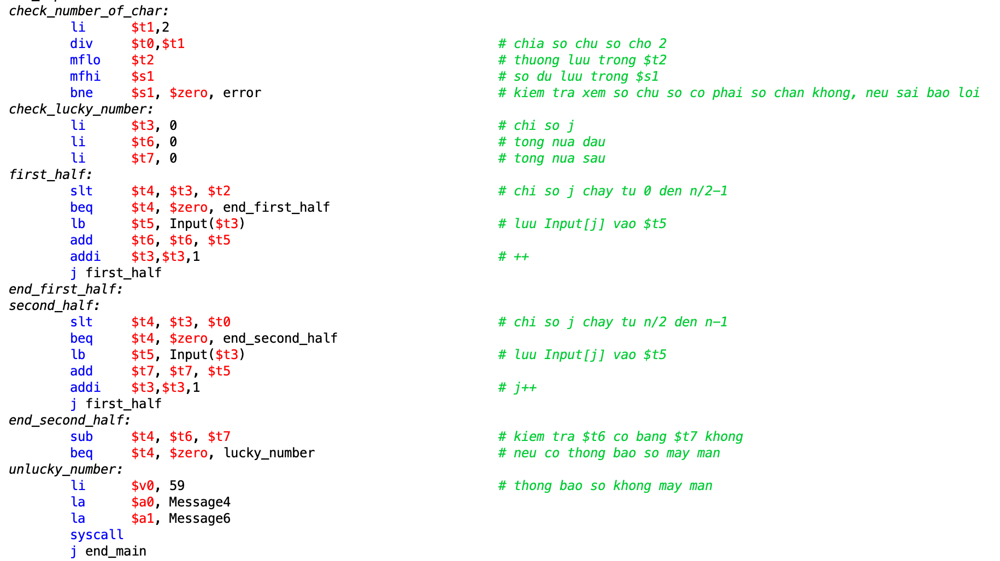 check_number_of_char:
li $t1,2
div $t0,$t1 # chia so chu so cho 2
mflo $t2 # thuong luu trong $t2
mfhi $s1 # so du luu trong $s1
bne $s1, $zero, error # kiem tra xem so chu so co phai so chan khong, neu sai bao loi
check_lucky_number:
li $t3, 0 # chi so j
li $t6, 0 # tong nua dau
li $t7, 0 # tong nua sau
first_half:
slt $t4, $t3, $t2 # chi so j chay tu 0 den n/2-1
beq $t4, $zero, end_first_half
lb $t5, Input($t3) # luu Input[j] vao $t5
add $t6, $t6, $t5
addi $t3,$t3,1 # ++
j first_half
end_first_half:
second_half:
slt $t4, $t3, $t0 # chi so j chay tu n/2 den n-1
beq $t4, $zero, end_second_half
lb $t5, Input($t3) # luu Input[j] vao $t5
add $t7, $t7, $t5
addi $t3,$t3,1 # j++
j first_half
end_second_half:
sub $t4, $t6, $t7 # kiem tra $t6 co bang $t7 khong
beq $t4, $zero, lucky_number # neu co thong bao so may man
unlucky_number:
li $v0, 59 # thong bao so khong may man
la $a0, Message4
la $a1, Message6
syscall
j end_main